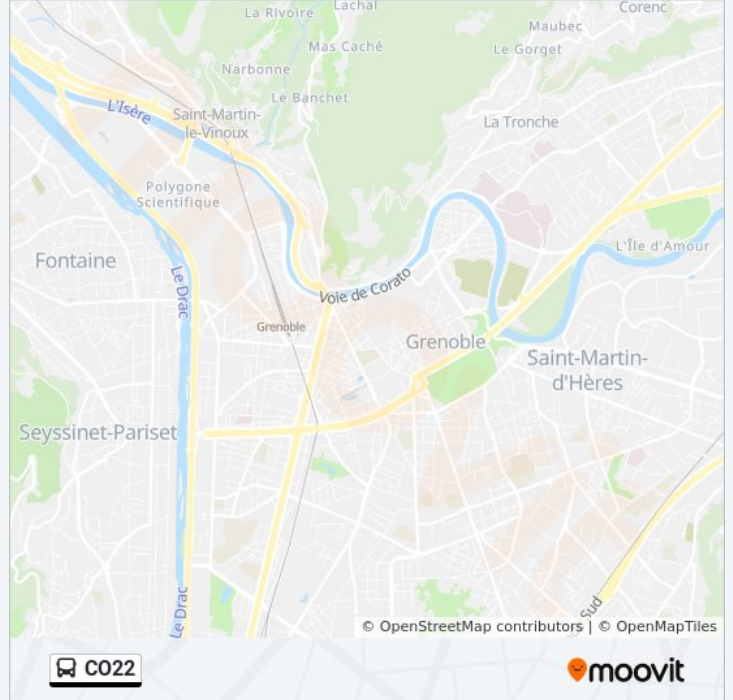 La Rivoire
Lachal
Corenc
Maubec
Mas Caché
Le Gorget
Narbonne
Le Banchet
L'Isère
Saint-Martin-
le-Vinoux
La Tronche
Polygone
Scientifique
L'Île d'Amour
Fontaine
Le Drac
Voie de Corato
Grenoble
Grenoble
Saint-Martin-
d'Hères
Seyssinet-Pariset
Le Drac
Sud
© OpenStreetMap contributors | © OpenMapTiles
CO22
moovit